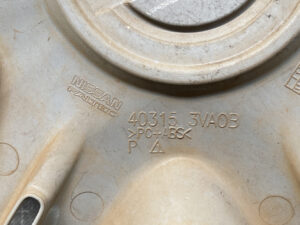 NISSAN
40315 3VA0B
>PC+ABS<
P